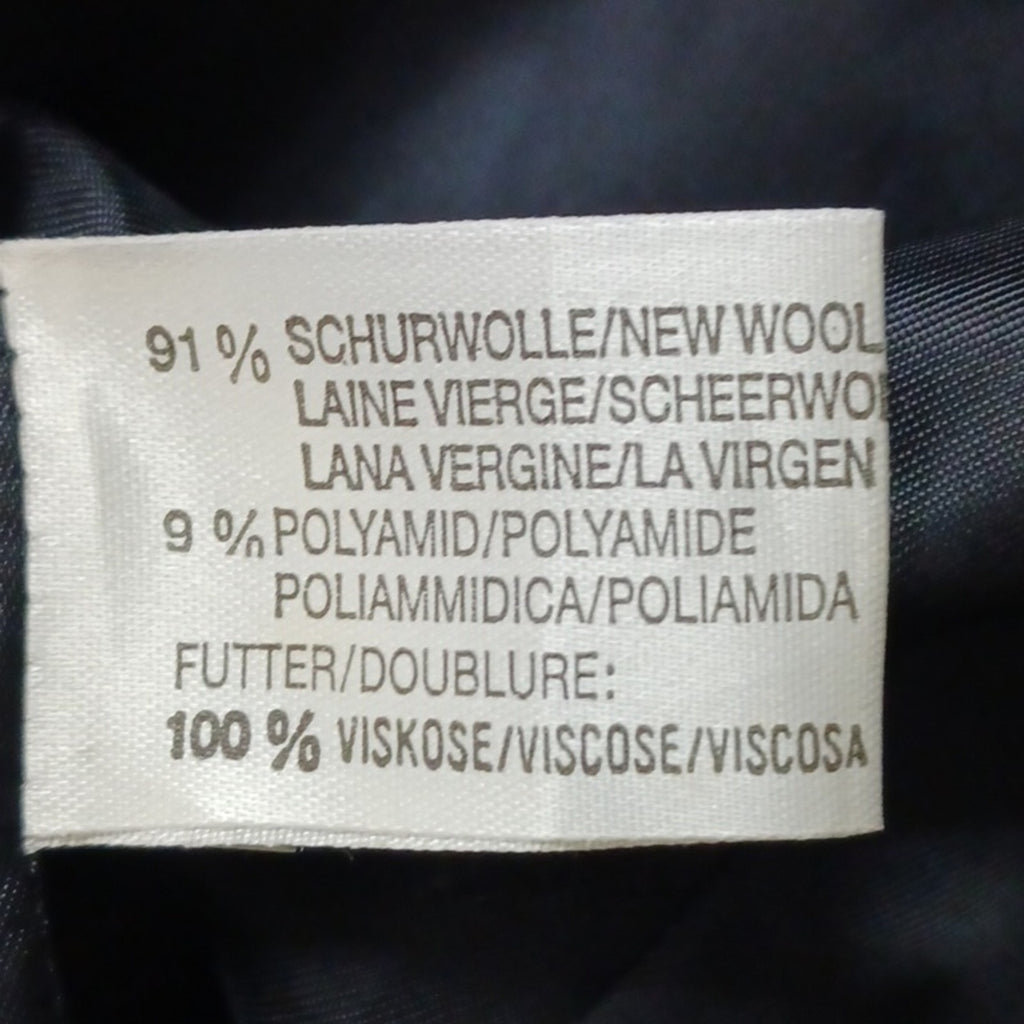 91 % SCHURWOLLE/NEW WOOL
LAINE VIERGE/SCHEERWO
LANA VERGINE/LA VIRGEN
9 % POLYAMID/POLYAMIDE
POLIAMMIDICA/POLIAMIDA
FUTTER/DOUBLURE:
100 % VISKOSE/VISCOSE/VISCOSA